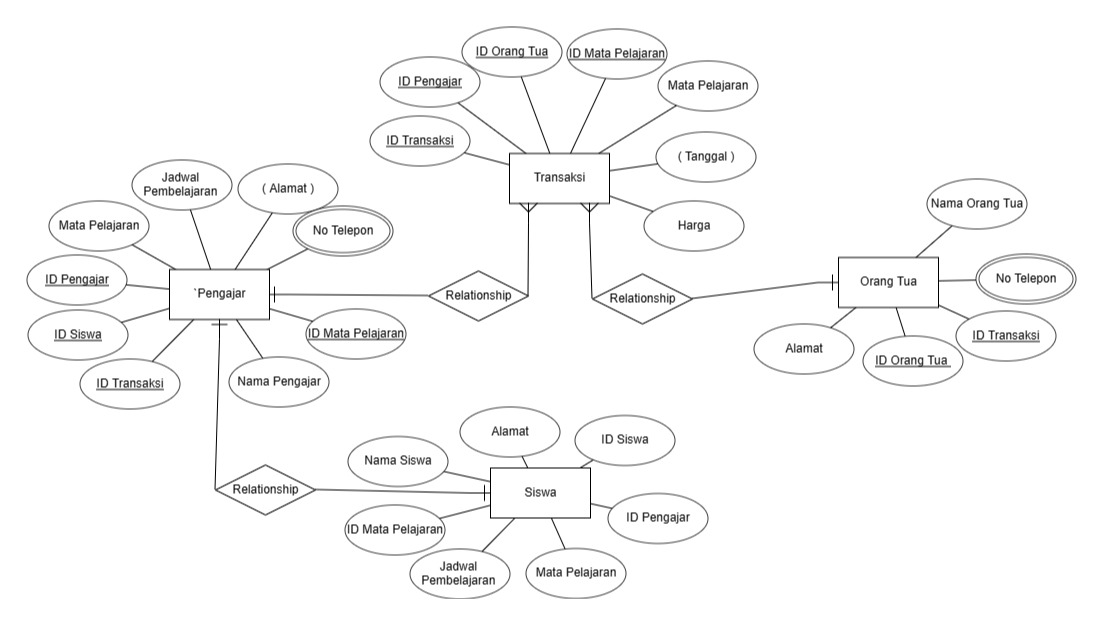 ID Orang Tua
ID Mata Pelajaran
ID Pengajar
Mata Pelajaran
ID Transaksi
( Tanggal )
Transaksi
Harga
Jadwal
Pembelajaran
( Alamat )
Mata Pelajaran
No Telepon
ID Pengajar
`Pengajar
ID Siswa
ID Mata Pelajaran
ID Transaksi
Nama Pengajar
Relationship
Relationship
Nama Orang Tua
Orang Tua
No Telepon
Alamat
ID Orang Tua
ID Transaksi
Relationship
Alamat
ID Siswa
Nama Siswa
Siswa
ID Pengajar
ID Mata Pelajaran
Jadwal
Pembelajaran
Mata Pelajaran